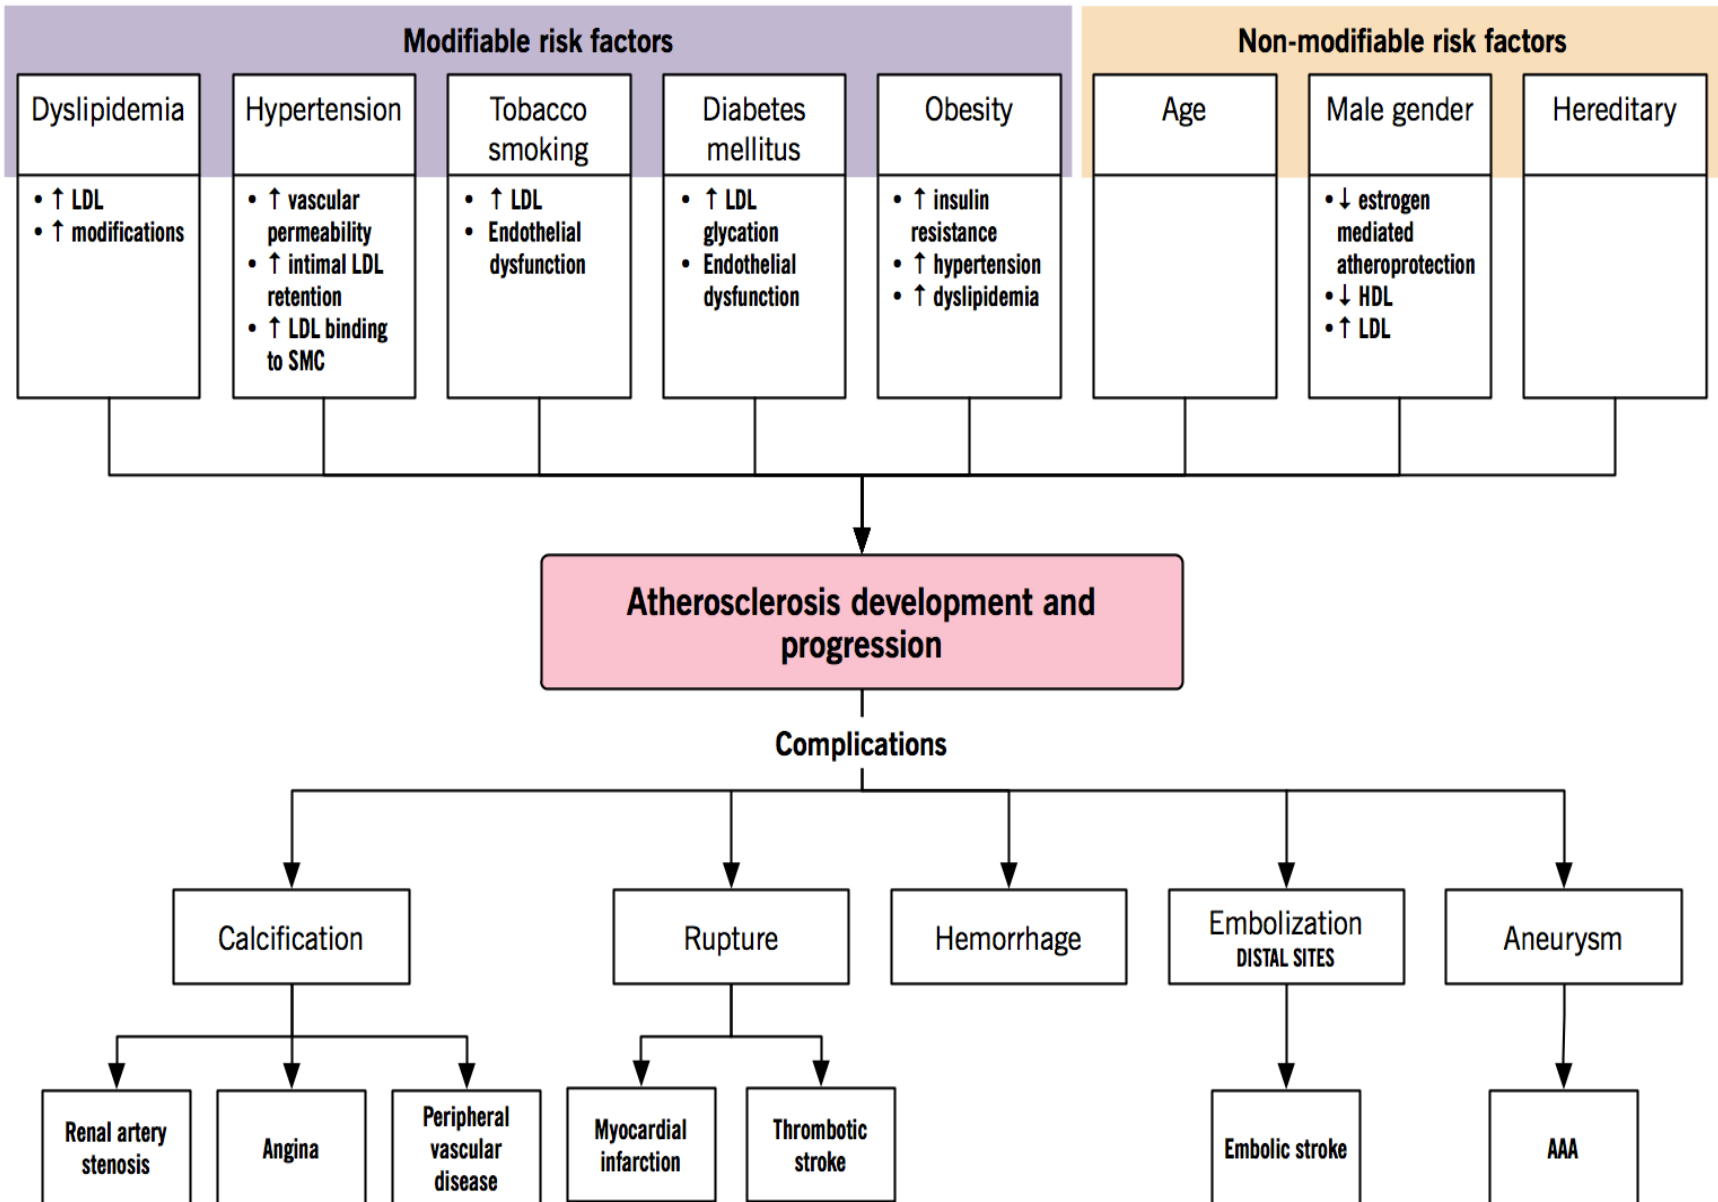 Modifiable risk factors
Non-modifiable risk factors
Dyslipidemia
• ↑ LDL
• ↑ modifications
Hypertension
• ↑ vascular
permeability
• ↑ intimal LDL
retention
• ↑ LDL binding
to SMC
Tobacco
smoking
• ↑ LDL
• Endothelial
dysfunction
Diabetes
mellitus
• ↑ LDL
glycation
• Endothelial
dysfunction
Obesity
• ↑ insulin
resistance
• ↑ hypertension
• ↑ dyslipidemia
Age
Male gender
• ↓ estrogen
mediated
atheroprotection
• ↓ HDL
• ↑ LDL
Hereditary
Atherosclerosis development and
progression
Complications
Calcification
Rupture
Hemorrhage
Embolization
DISTAL SITES
Aneurysm
Renal artery
stenosis
Angina
Peripheral
vascular
disease
Myocardial
infarction
Thrombotic
stroke
Embolic stroke
AAA